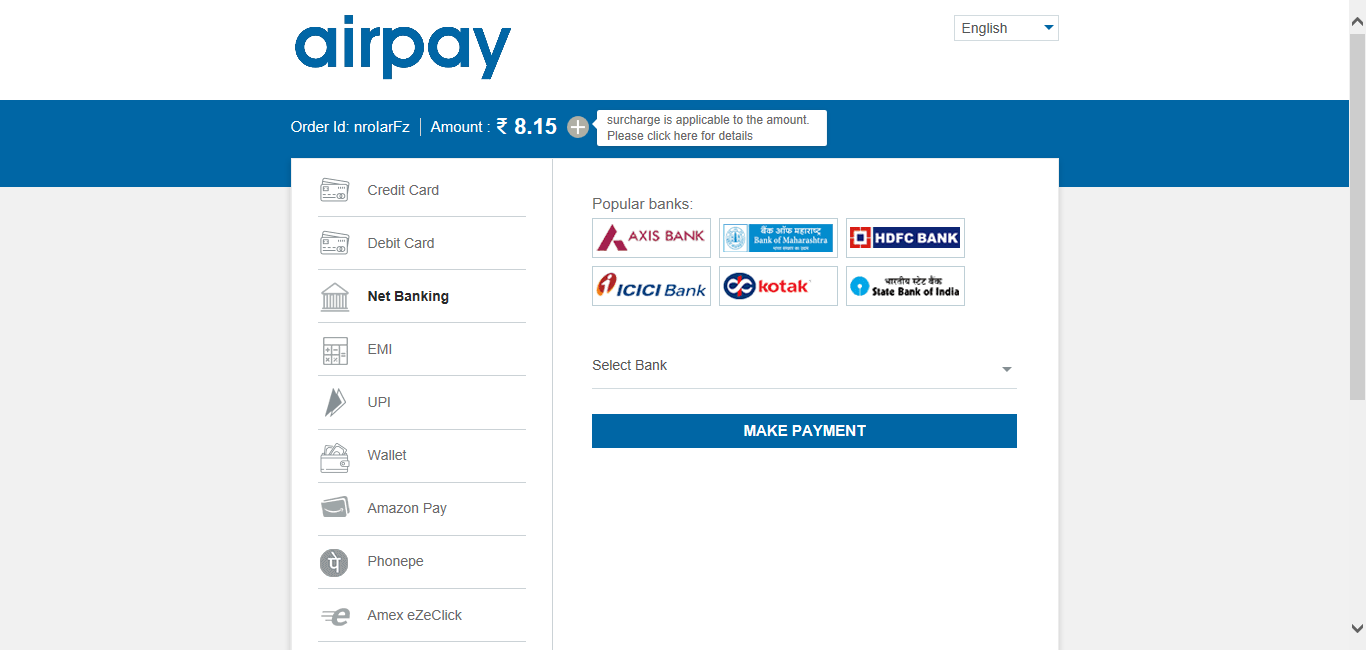 airpay
English
Order Id: nrolarFz
Amount : ₹ 8.15
surcharge is applicable to the amount.
Please click here for details
Credit Card
Debit Card
Net Banking
EMI
UPI
Wallet
Amazon Pay
Phonepe
Amex eZeClick
Popular banks:
AXIS BANK
बैंक ऑफ महाराष्ट्र
Bank of Maharashtra
HDFC BANK
ICICI Bank
kotak
भारतीय स्टेट बैंक
State Bank of India
Select Bank
MAKE PAYMENT